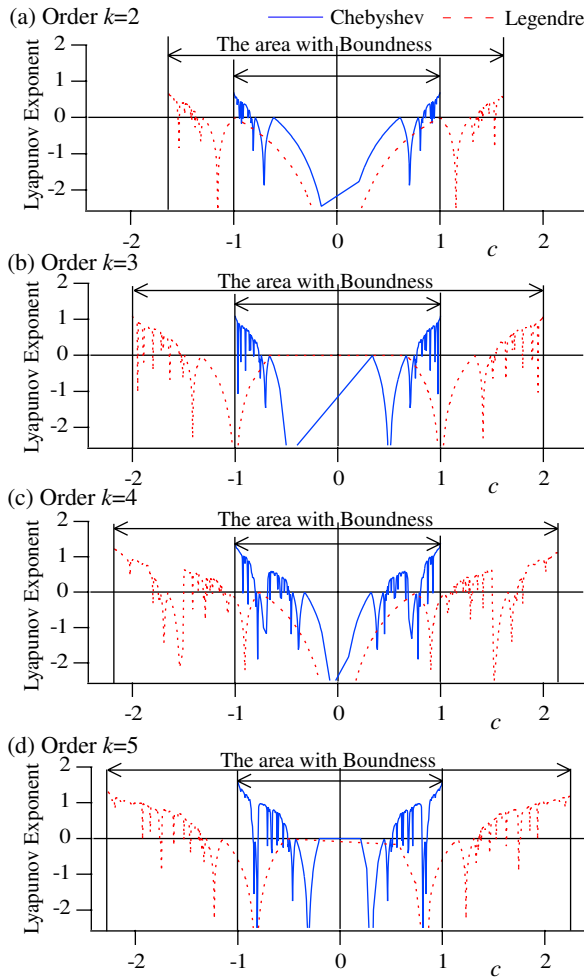 (a) Order k=2 Chebyshev Legendre
The area with Boundness
Lyapunov Exponent
2
1
0
-1
-2
-2 -1 0 1 c 2
(b) Order k=3
The area with Boundness
Lyapunov Exponent
2
1
0
-1
-2
-2 -1 0 1 c 2
(c) Order k=4
The area with Boundness
Lyapunov Exponent
2
1
0
-1
-2
-2 -1 0 1 c 2
(d) Order k=5
The area with Boundness
Lyapunov Exponent
2
1
0
-1
-2
-2 -1 0 1 c 2